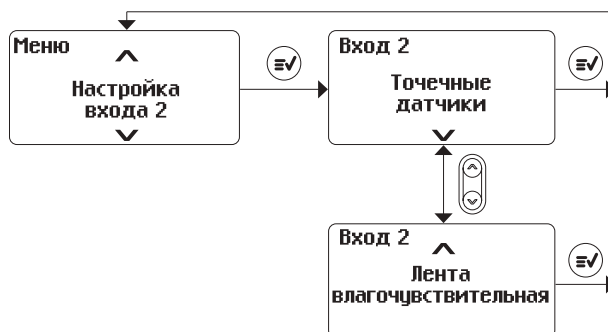 Меню
Настройка
входа 2
Вход 2
Точечные
датчики
Вход 2
Лента
влагочувствительная